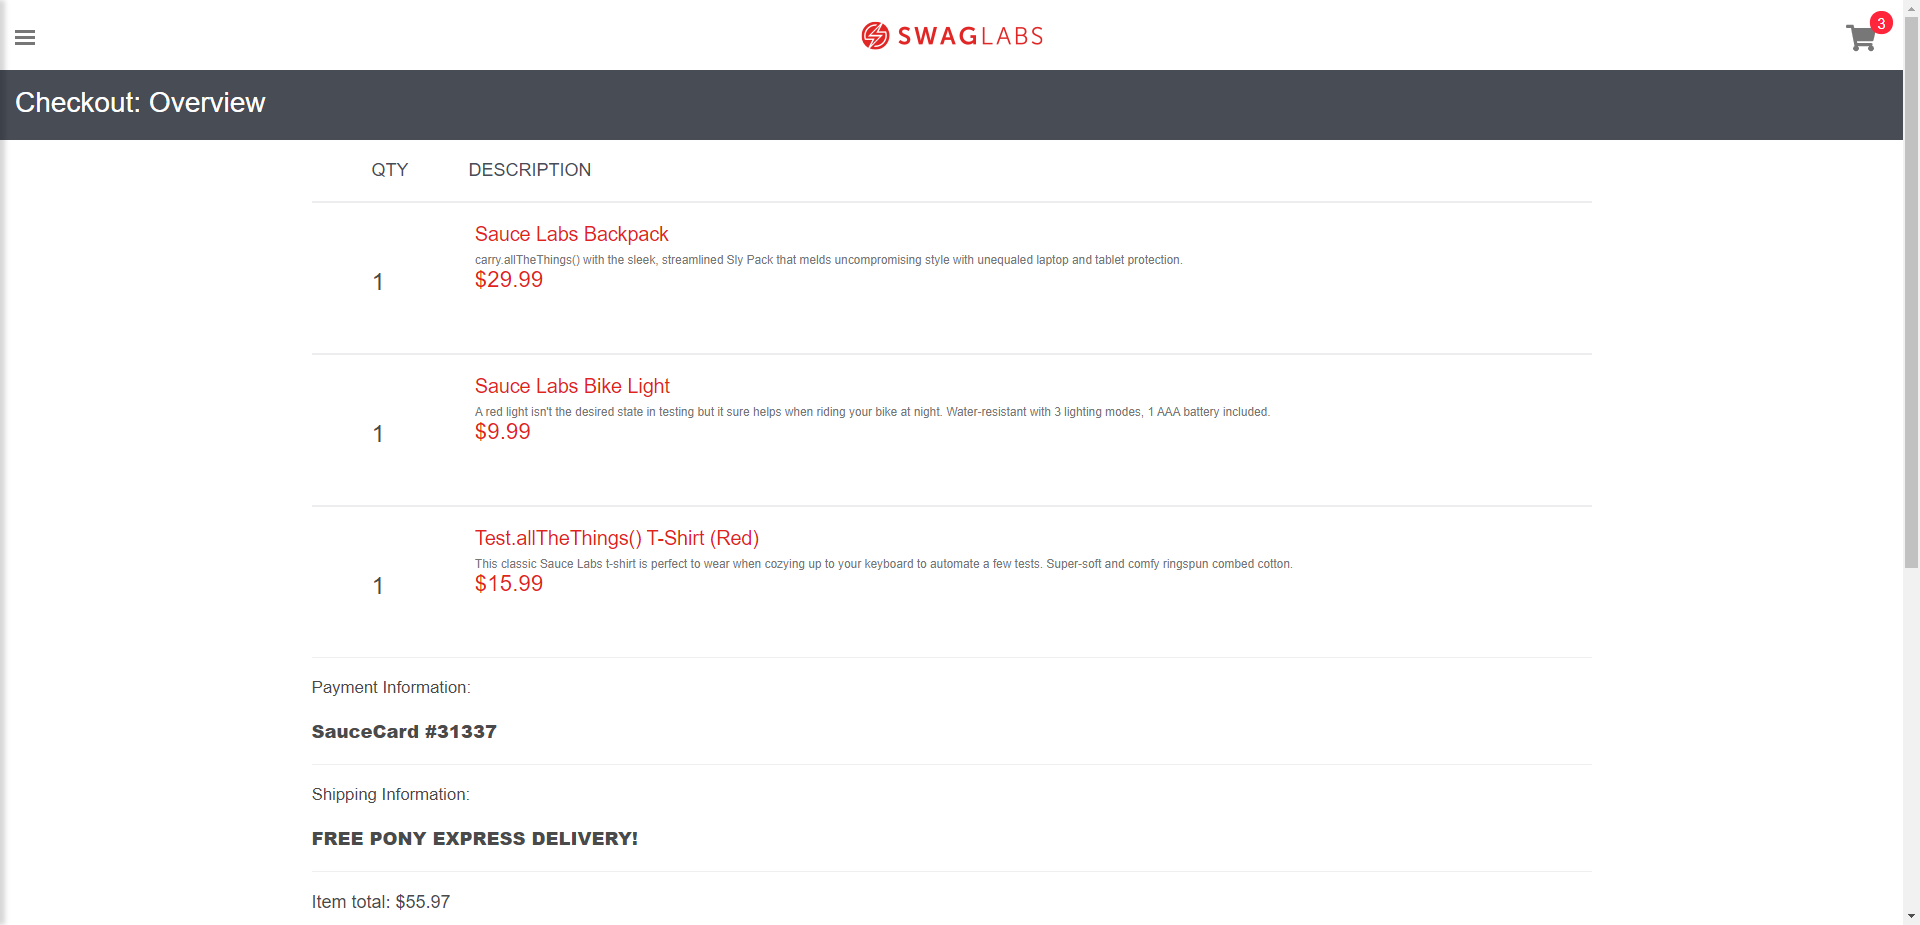 SWAGLABS
3
Checkout: Overview
QTY DESCRIPTION
Sauce Labs Backpack
carry.allTheThings() with the sleek, streamlined Sly Pack that melds uncompromising style with unequaled laptop and tablet protection.
1
$29.99
Sauce Labs Bike Light
A red light isn't the desired state in testing but it sure helps when riding your bike at night. Water-resistant with 3 lighting modes, 1 AAA battery included.
1
$9.99
Test.allTheThings() T-Shirt (Red)
This classic Sauce Labs t-shirt is perfect to wear when cozying up to your keyboard to automate a few tests. Super-soft and comfy ringspun combed cotton.
1
$15.99
Payment Information:
SauceCard #31337
Shipping Information:
FREE PONY EXPRESS DELIVERY!
Item total: $55.97